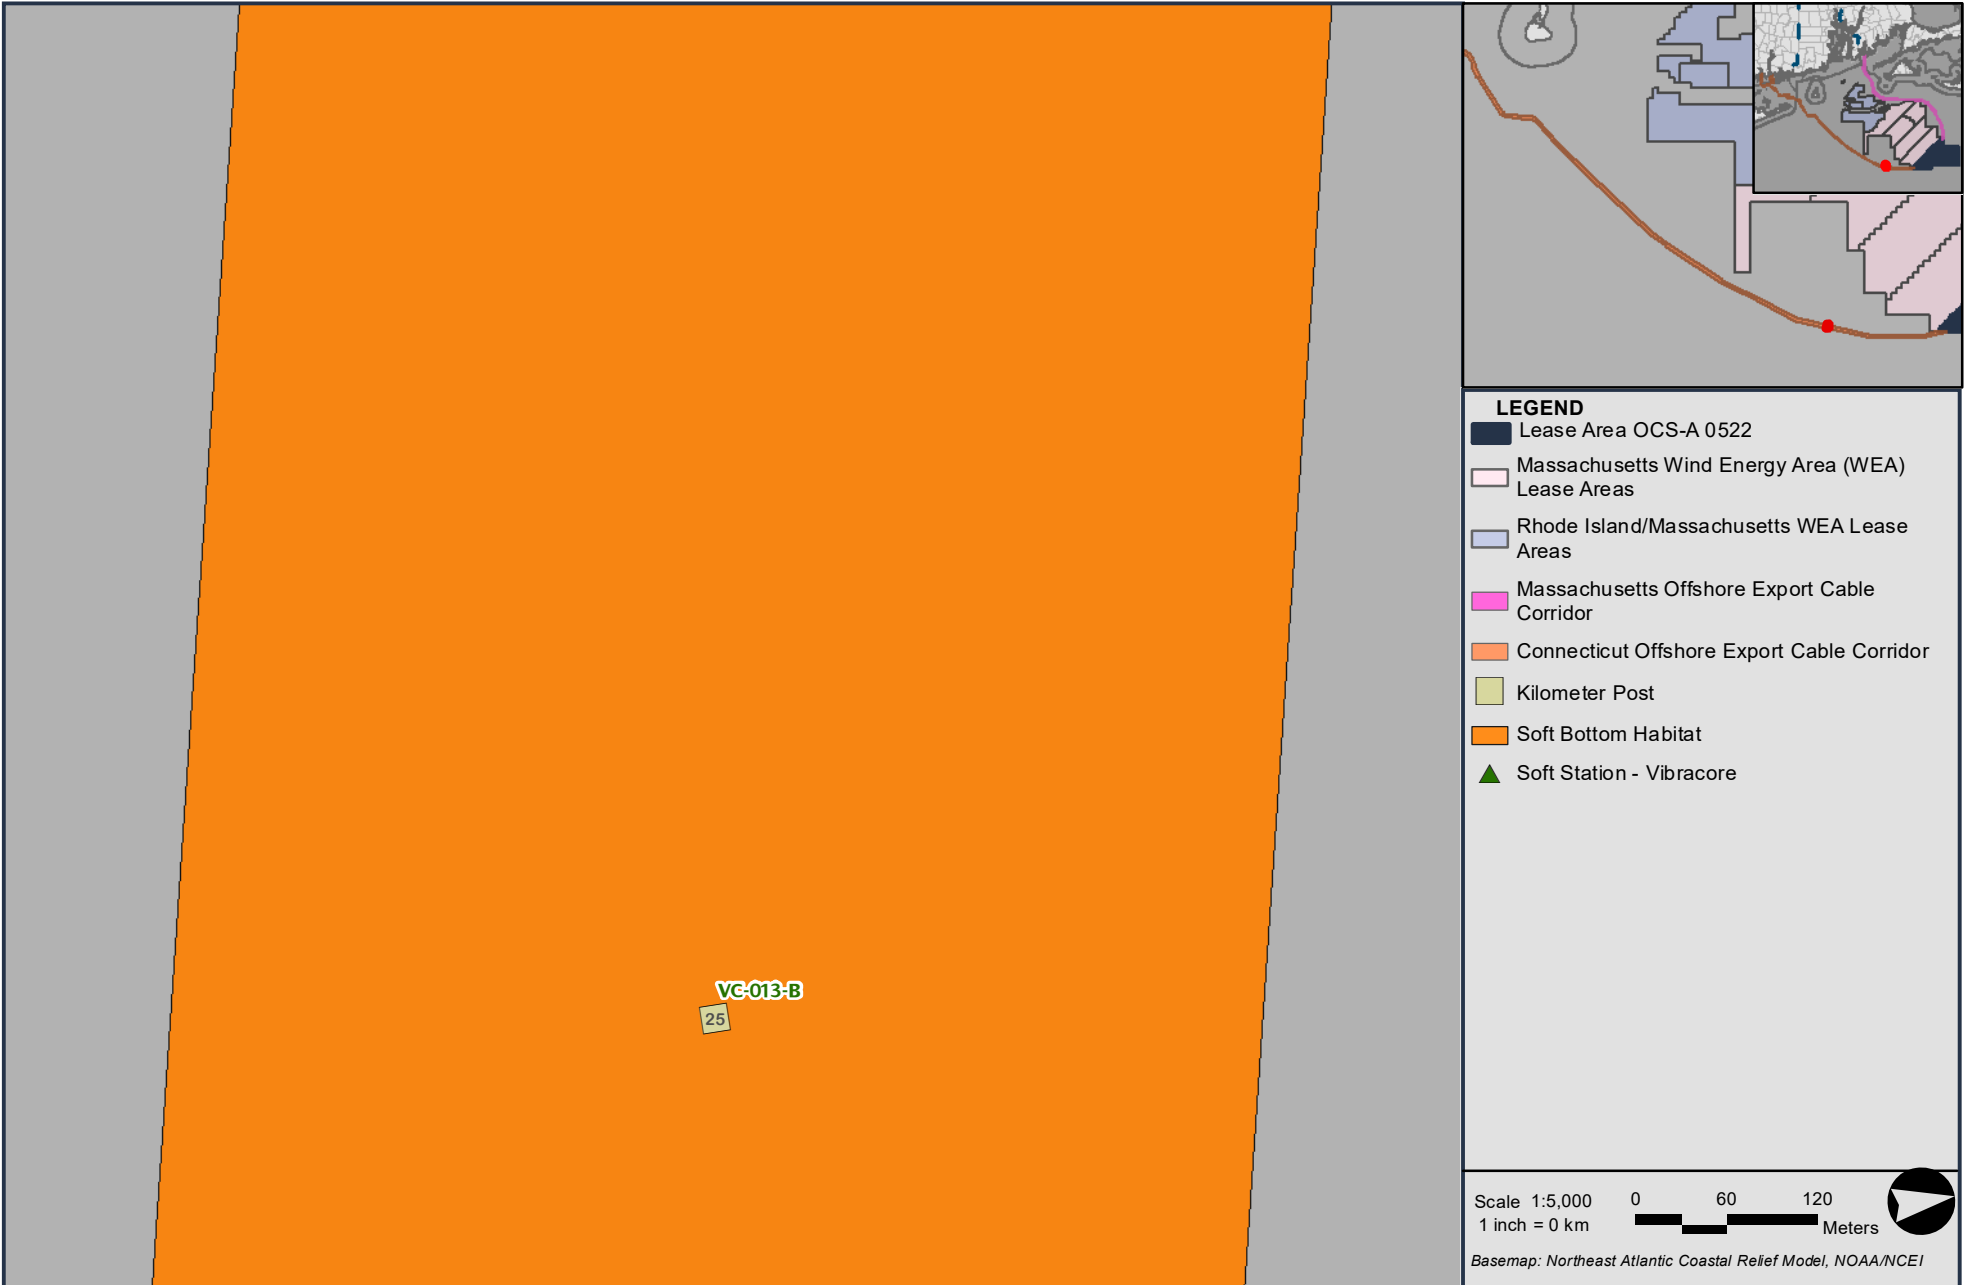 VC-013-B
25
LEGEND
Lease Area OCS-A 0522
Massachusetts Wind Energy Area (WEA)
Lease Areas
Rhode Island/Massachusetts WEA Lease
Areas
Massachusetts Offshore Export Cable
Corridor
Connecticut Offshore Export Cable Corridor
Kilometer Post
Soft Bottom Habitat
Soft Station - Vibracore
Scale 1:5,000
1 inch = 0 km
0 60 120
Meters
Basemap: Northeast Atlantic Coastal Relief Model, NOAA/NCEI